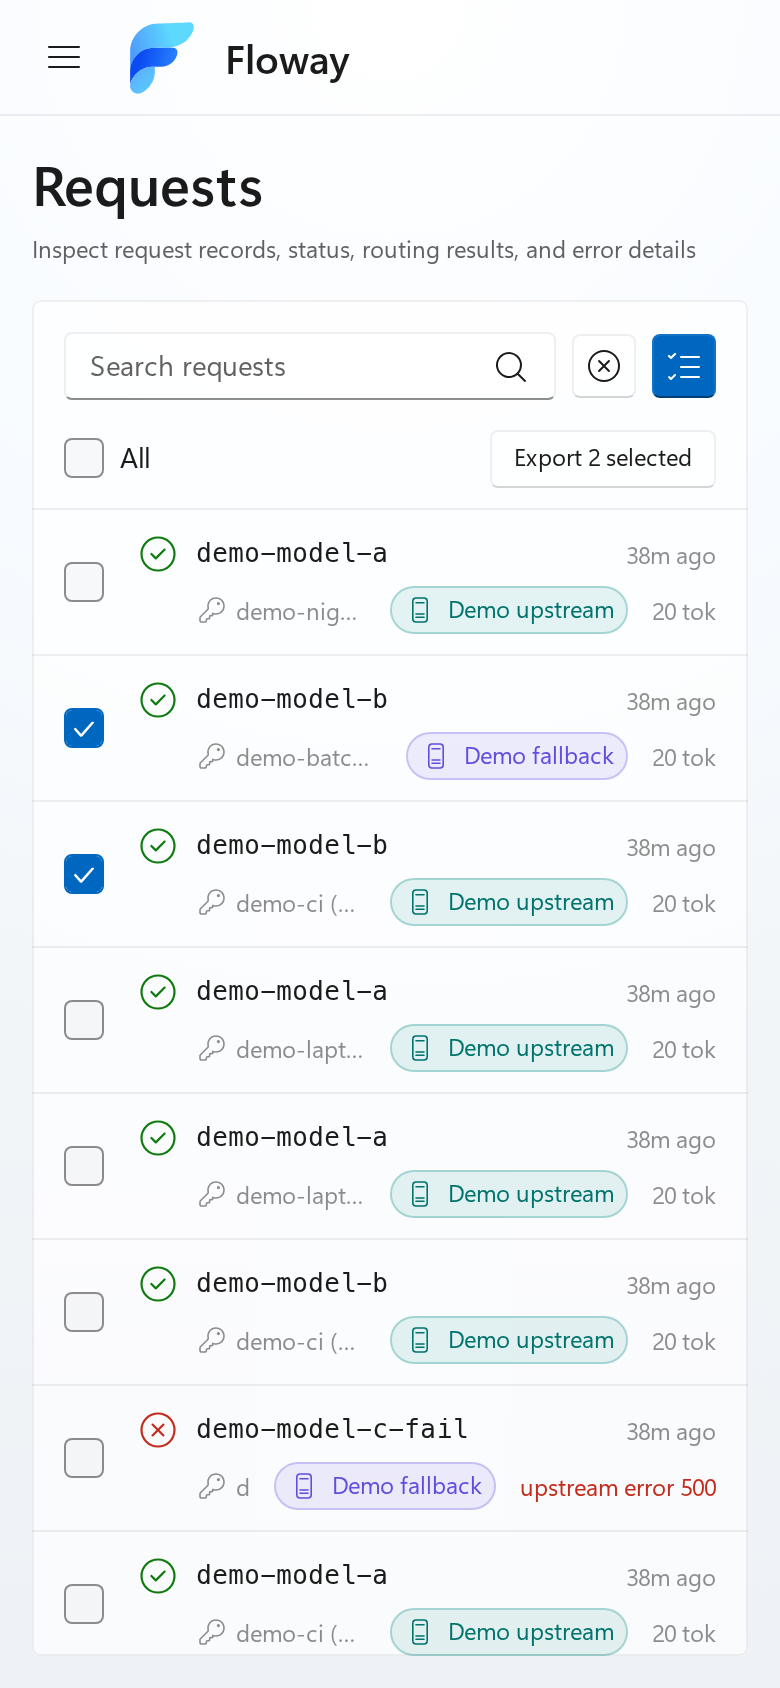 Floway
Requests
Inspect request records, status, routing results, and error details
Search requests
All
Export 2 selected
demo-model-a
38m ago
demo-nig...
Demo upstream
20 tok
demo-model-b
38m ago
demo-batc...
Demo fallback
20 tok
demo-model-b
38m ago
demo-ci (...
Demo upstream
20 tok
demo-model-a
38m ago
demo-lapt...
Demo upstream
20 tok
demo-model-a
38m ago
demo-lapt...
Demo upstream
20 tok
demo-model-b
38m ago
demo-ci (...
Demo upstream
20 tok
demo-model-c-fail
38m ago
d
Demo fallback
upstream error 500
demo-model-a
38m ago
demo-ci (...
Demo upstream
20 tok